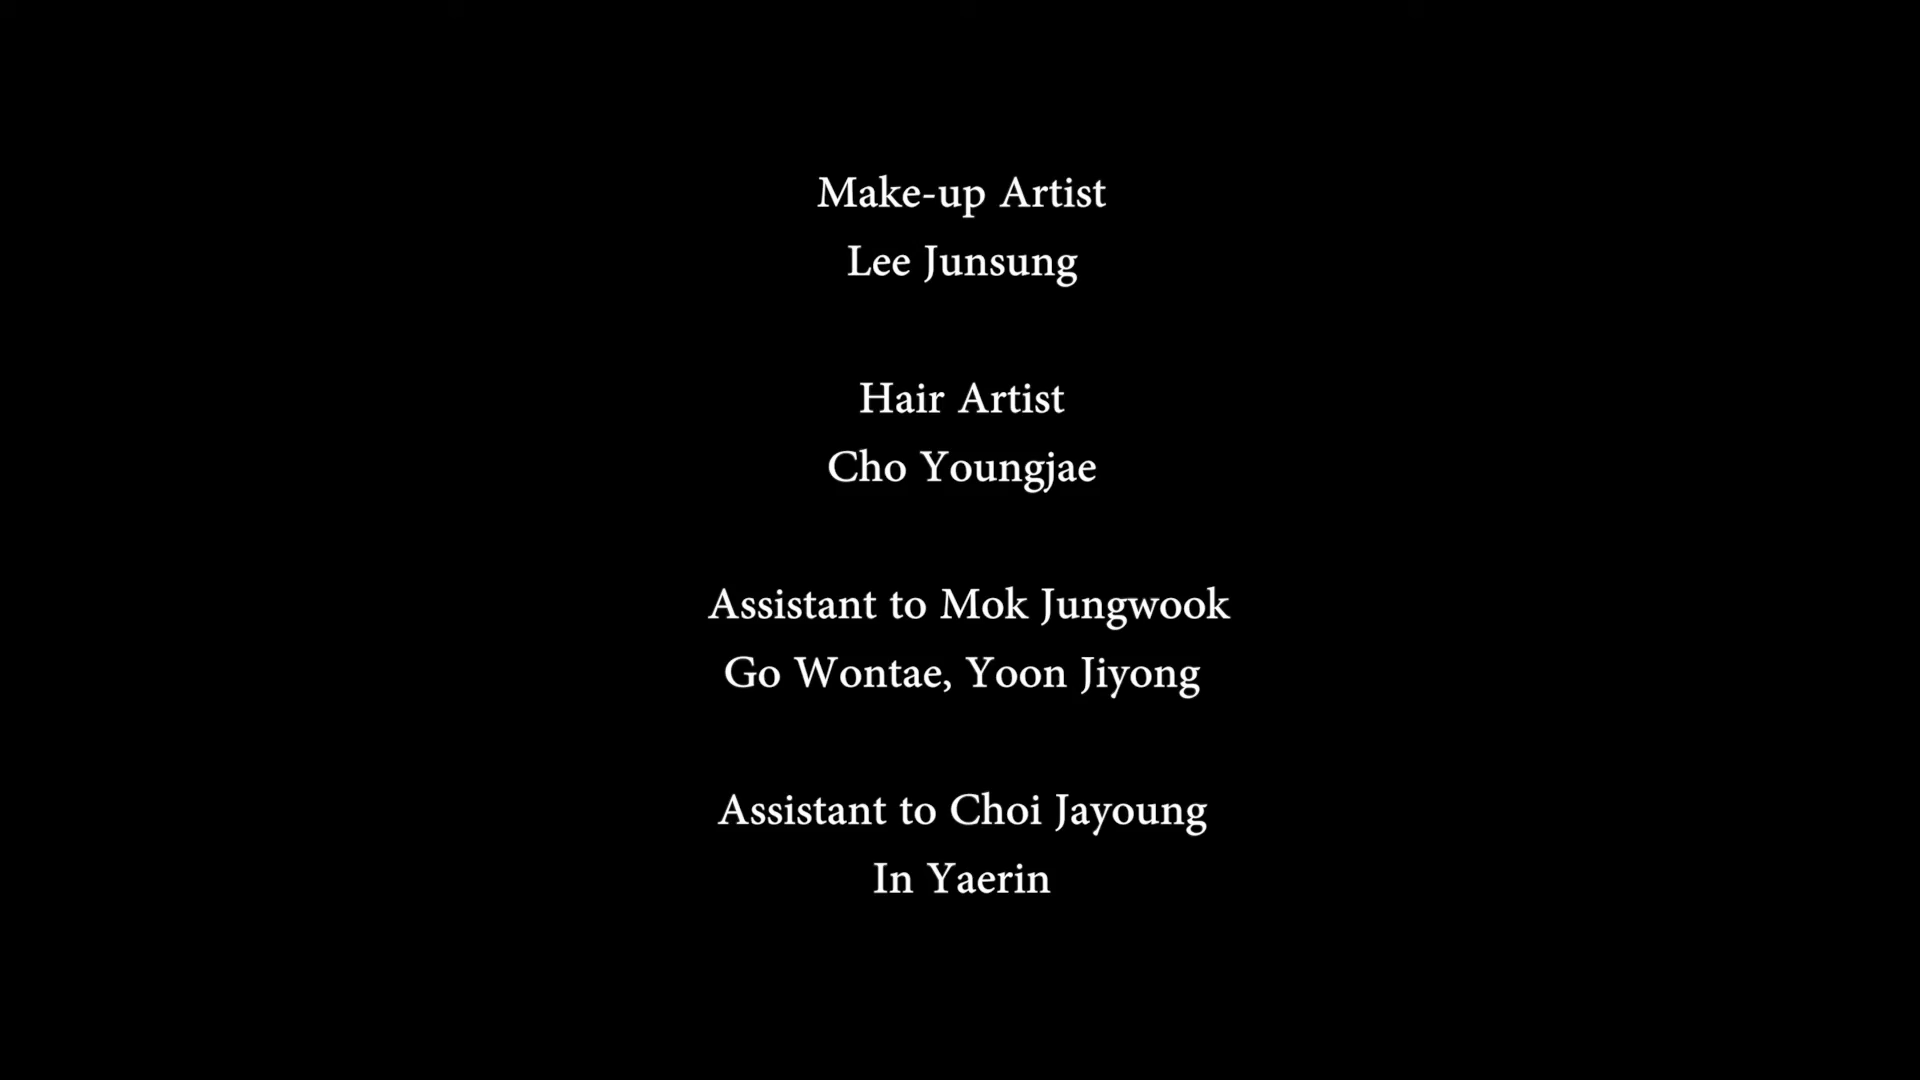 Make-up Artist
Lee Junsung
Hair Artist
Cho Youngjae
Assistant to Mok Jungwook
Go Wontae, Yoon Jiyong
Assistant to Choi Jayoung
In Yaerin